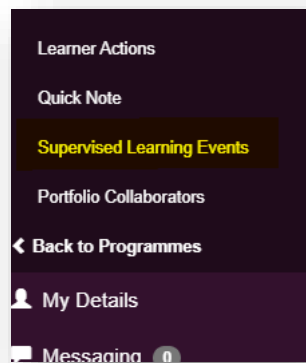 Learner Actions
Quick Note
Supervised Learning Events
Portfolio Collaborators
Back to Programmes
My Details
Messaging 0